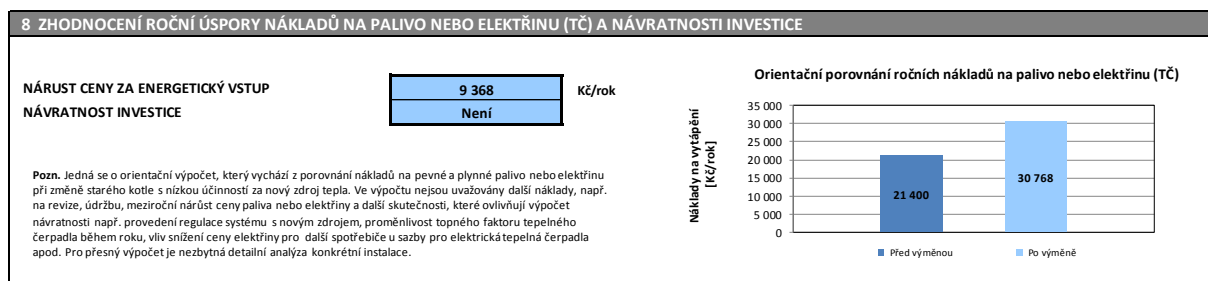 8 ZHODNOCENÍ ROČNÍ ÚSPORY NÁKLADŮ NA PALIVO NEBO ELEKTŘINU (TČ) A NÁVRATNOSTI INVESTICE
NÁRUST CENY ZA ENERGETICKÝ VSTUP 9 368 Kč/rok
NÁVRATNOST INVESTICE Není
Pozn. Jedná se o orientační výpočet, který vychází z porovnání nákladů na pevné a plynné palivo nebo elektřinu
při změně starého kotle s nízkou účinností za nový zdroj tepla. Ve výpočtu nejsou uvažovány další náklady, např.
na revize, údržbu, meziroční nárůst ceny paliva nebo elektřiny a další skutečnosti, které ovlivňují výpočet
návratnosti např. provedení regulace systému s novým zdrojem, proměnlivost topného faktoru tepelného
čerpadla během roku, vliv snížení ceny elektřiny pro další spotřebiče u sazby pro elektrická tepelná čerpadla
apod. Pro přesný výpočet je nezbytná detailní analýza konkrétní instalace.
Orientační porovnání ročních nákladů na palivo nebo elektřinu (TČ)
Náklady na vytápění
[Kč/rok]
35 000
30 000
25 000
20 000
15 000
10 000
5 000
0
21 400
30 768
Před výměnou
Po výměně